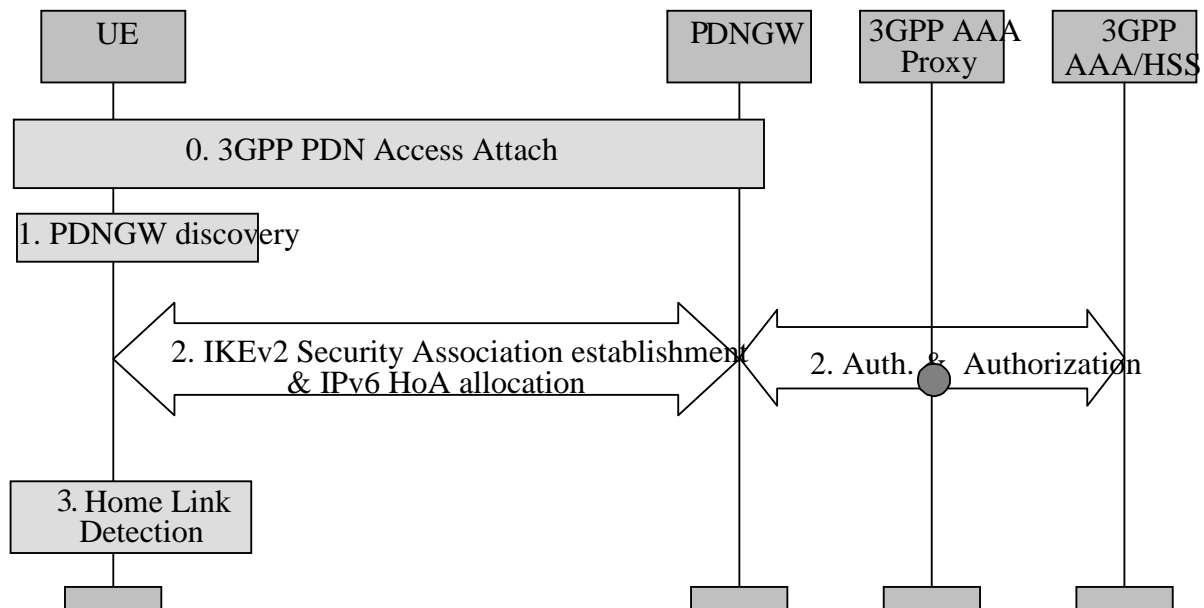 UE
PDNGW
3GPP AAA
Proxy
3GPP
AAA/HSS
0. 3GPP PDN Access Attach
1. PDNGW discovery
2. IKEv2 Security Association establishment
& IPv6 HoA allocation
2. Auth. & Authorization
3. Home Link
Detection